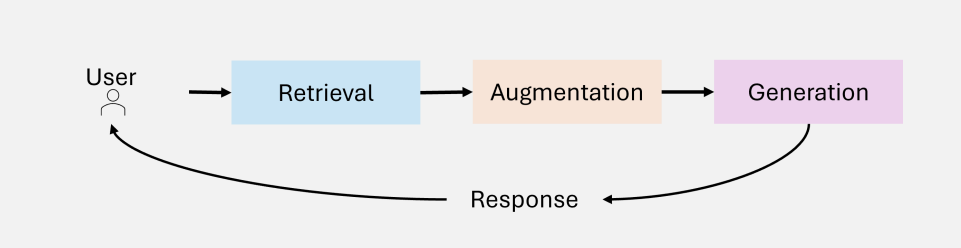 User
Retrieval
Augmentation
Generation
Response